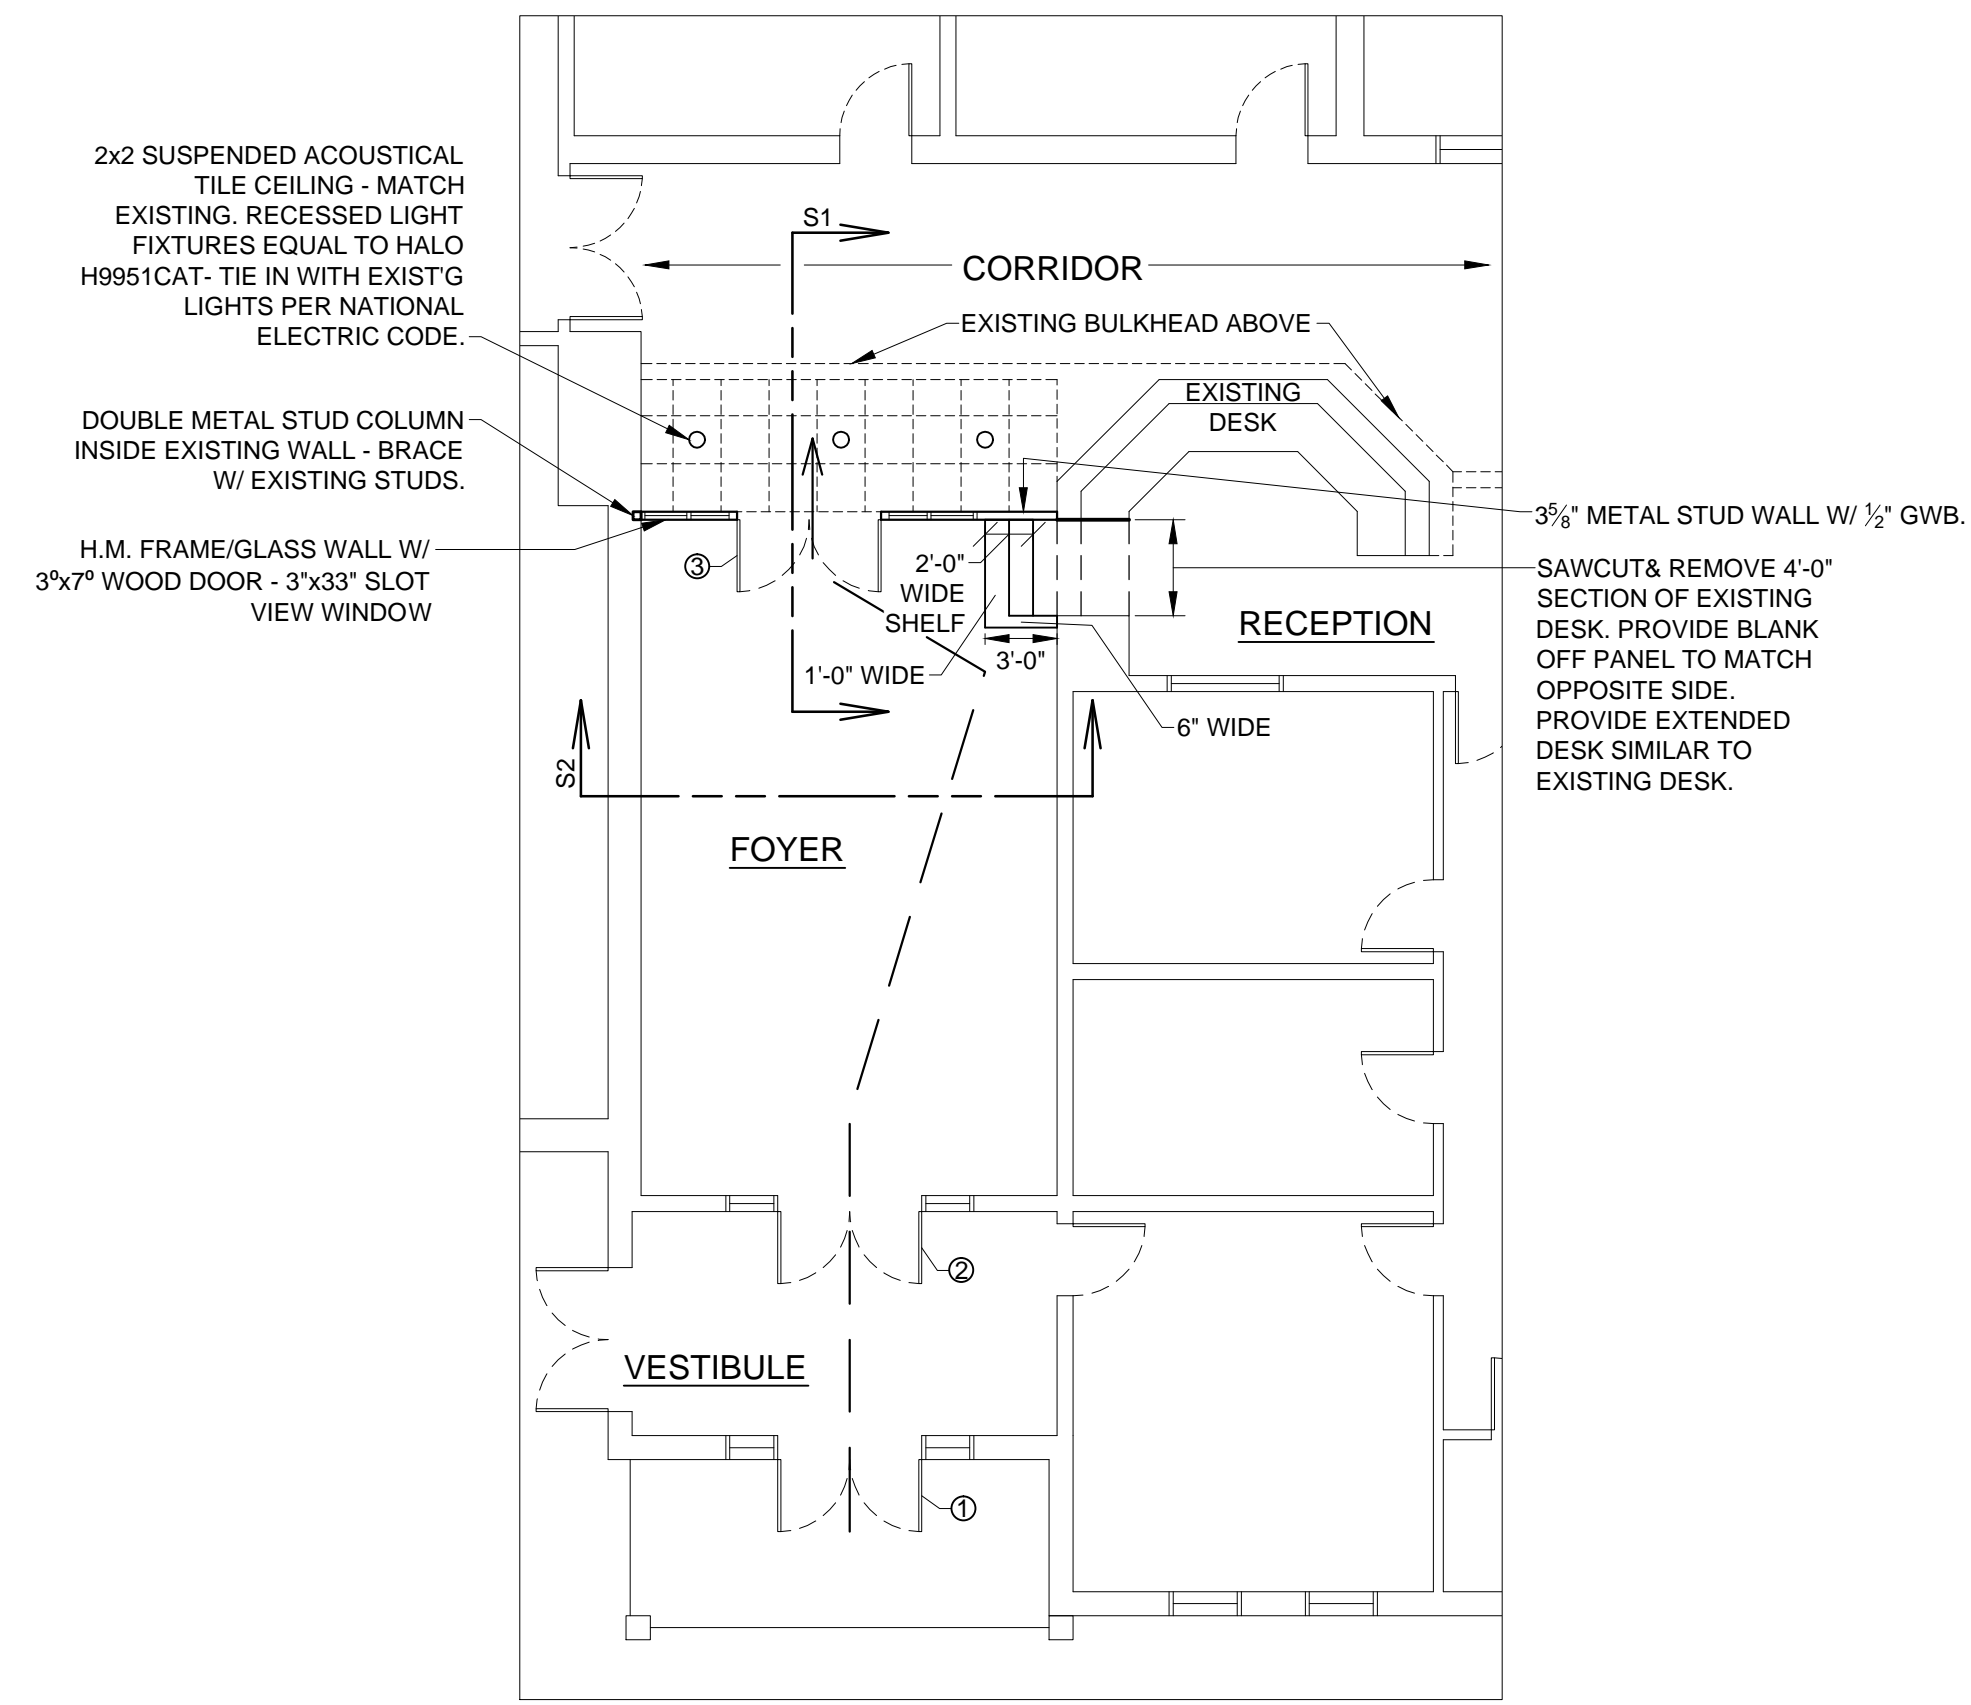 2x2 SUSPENDED ACOUSTICAL
TILE CEILING - MATCH
EXISTING. RECESSED LIGHT
FIXTURES EQUAL TO HALO
H9951CAT- TIE IN WITH EXIST'G
LIGHTS PER NATIONAL
ELECTRIC CODE.
DOUBLE METAL STUD COLUMN
INSIDE EXISTING WALL - BRACE
W/ EXISTING STUDS.
H.M. FRAME/GLASS WALL W/
3⁰x7⁰ WOOD DOOR - 3"x33" SLOT
VIEW WINDOW
S1
CORRIDOR
EXISTING BULKHEAD ABOVE
EXISTING
DESK
3⅝" METAL STUD WALL W/ ½" GWB.
SAWCUT& REMOVE 4'-0"
SECTION OF EXISTING
DESK. PROVIDE BLANK
OFF PANEL TO MATCH
OPPOSITE SIDE.
PROVIDE EXTENDED
DESK SIMILAR TO
EXISTING DESK.
3
2'-0"
WIDE
SHELF
1'-0" WIDE
3'-0"
RECEPTION
6" WIDE
S2
FOYER
2
VESTIBULE
1